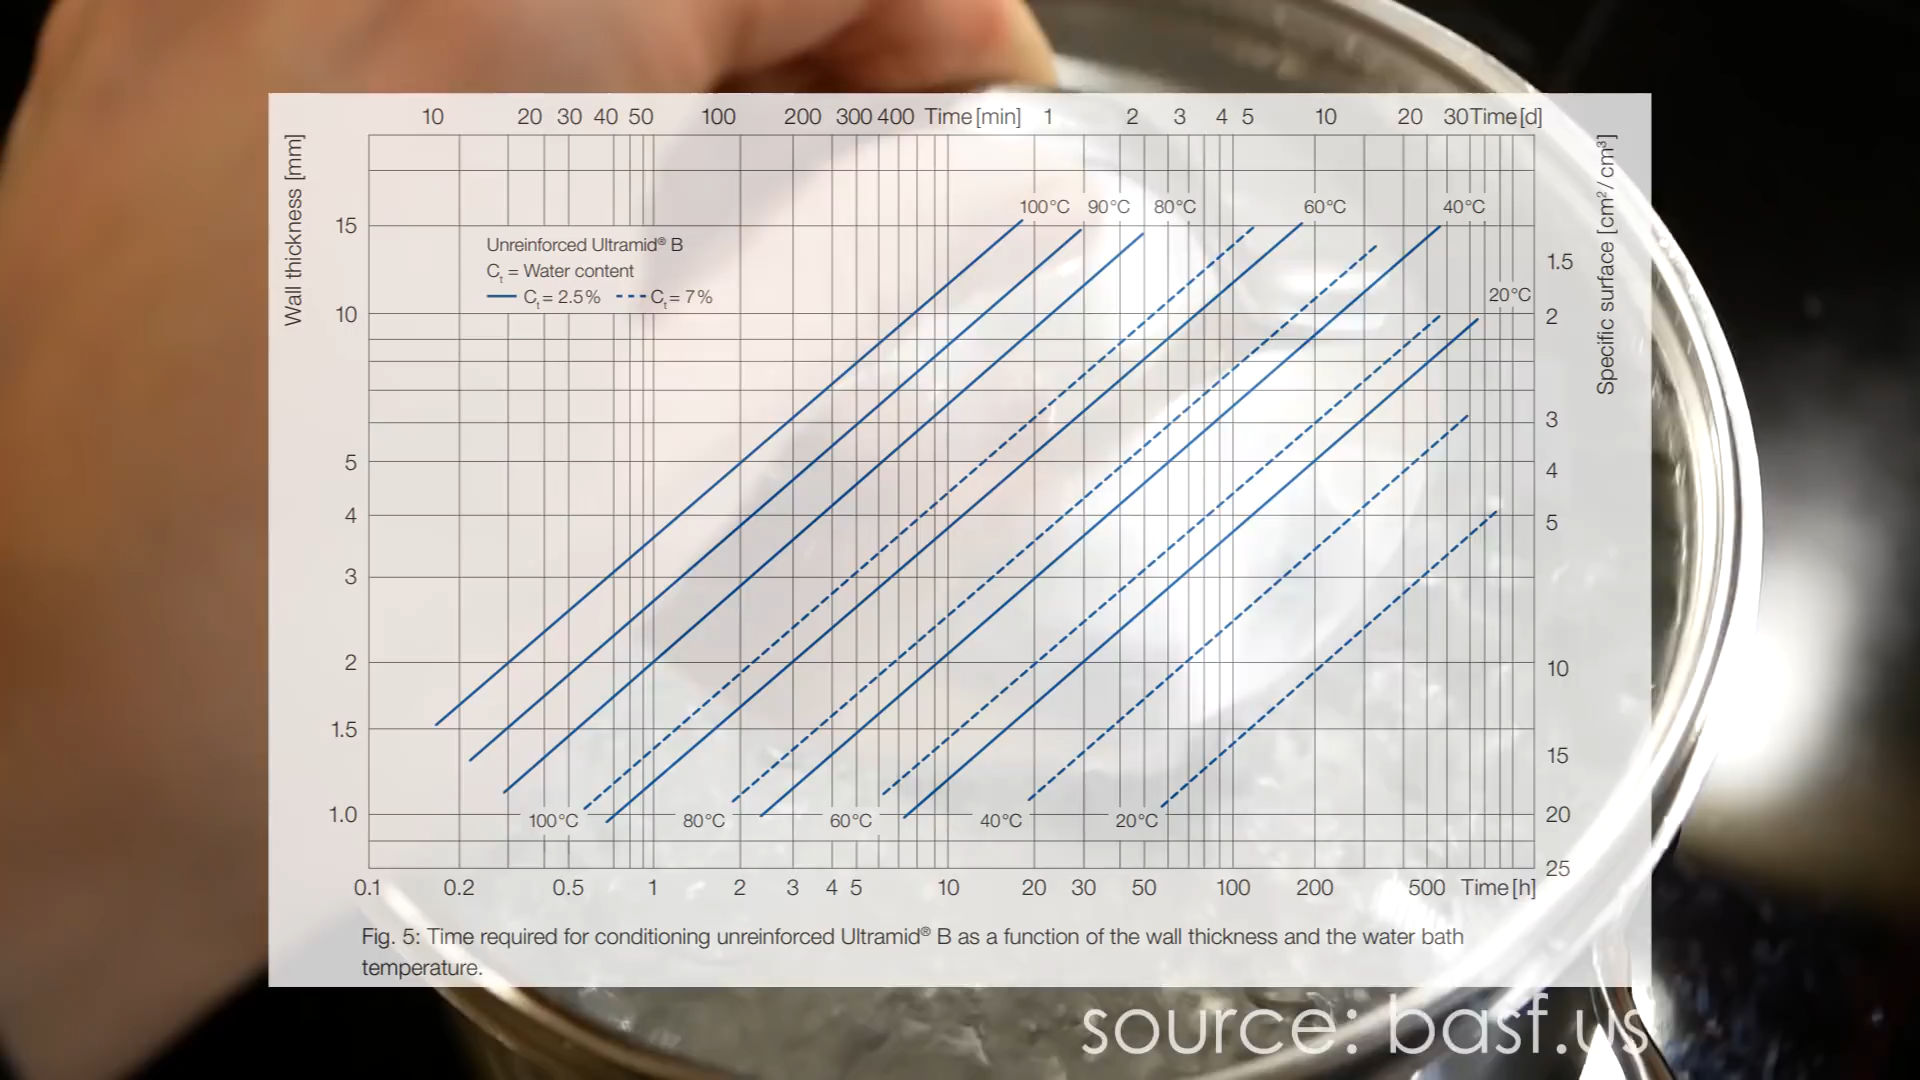 10 20 30 40 50 100 200 300 400 Time [min] 1 2 3 4 5 10 20 30 Time [d]
Wall thickness [mm]
Specific surface [cm²/cm³]
100°C 90°C 80°C 60°C 40°C
15
Unreinforced Ultramid® B
1.5
Ct = Water content
20°C
Ct = 2.5% Ct = 7%
10 2
3
5 4
4 5
3
2 10
1.5 15
1.0 20
100°C 80°C 60°C 40°C 20°C
25
0.1 0.2 0.5 1 2 3 4 5 10 20 30 50 100 200 500 Time [h]
Fig. 5: Time required for conditioning unreinforced Ultramid® B as a function of the wall thickness and the water bath
temperature.
source: basf.us